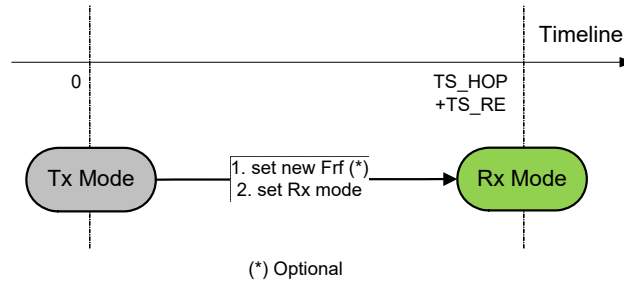 Timeline
0
TS_HOP
+TS_RE
Tx Mode
1. set new Frf (*)
2. set Rx mode
Rx Mode
(*) Optional